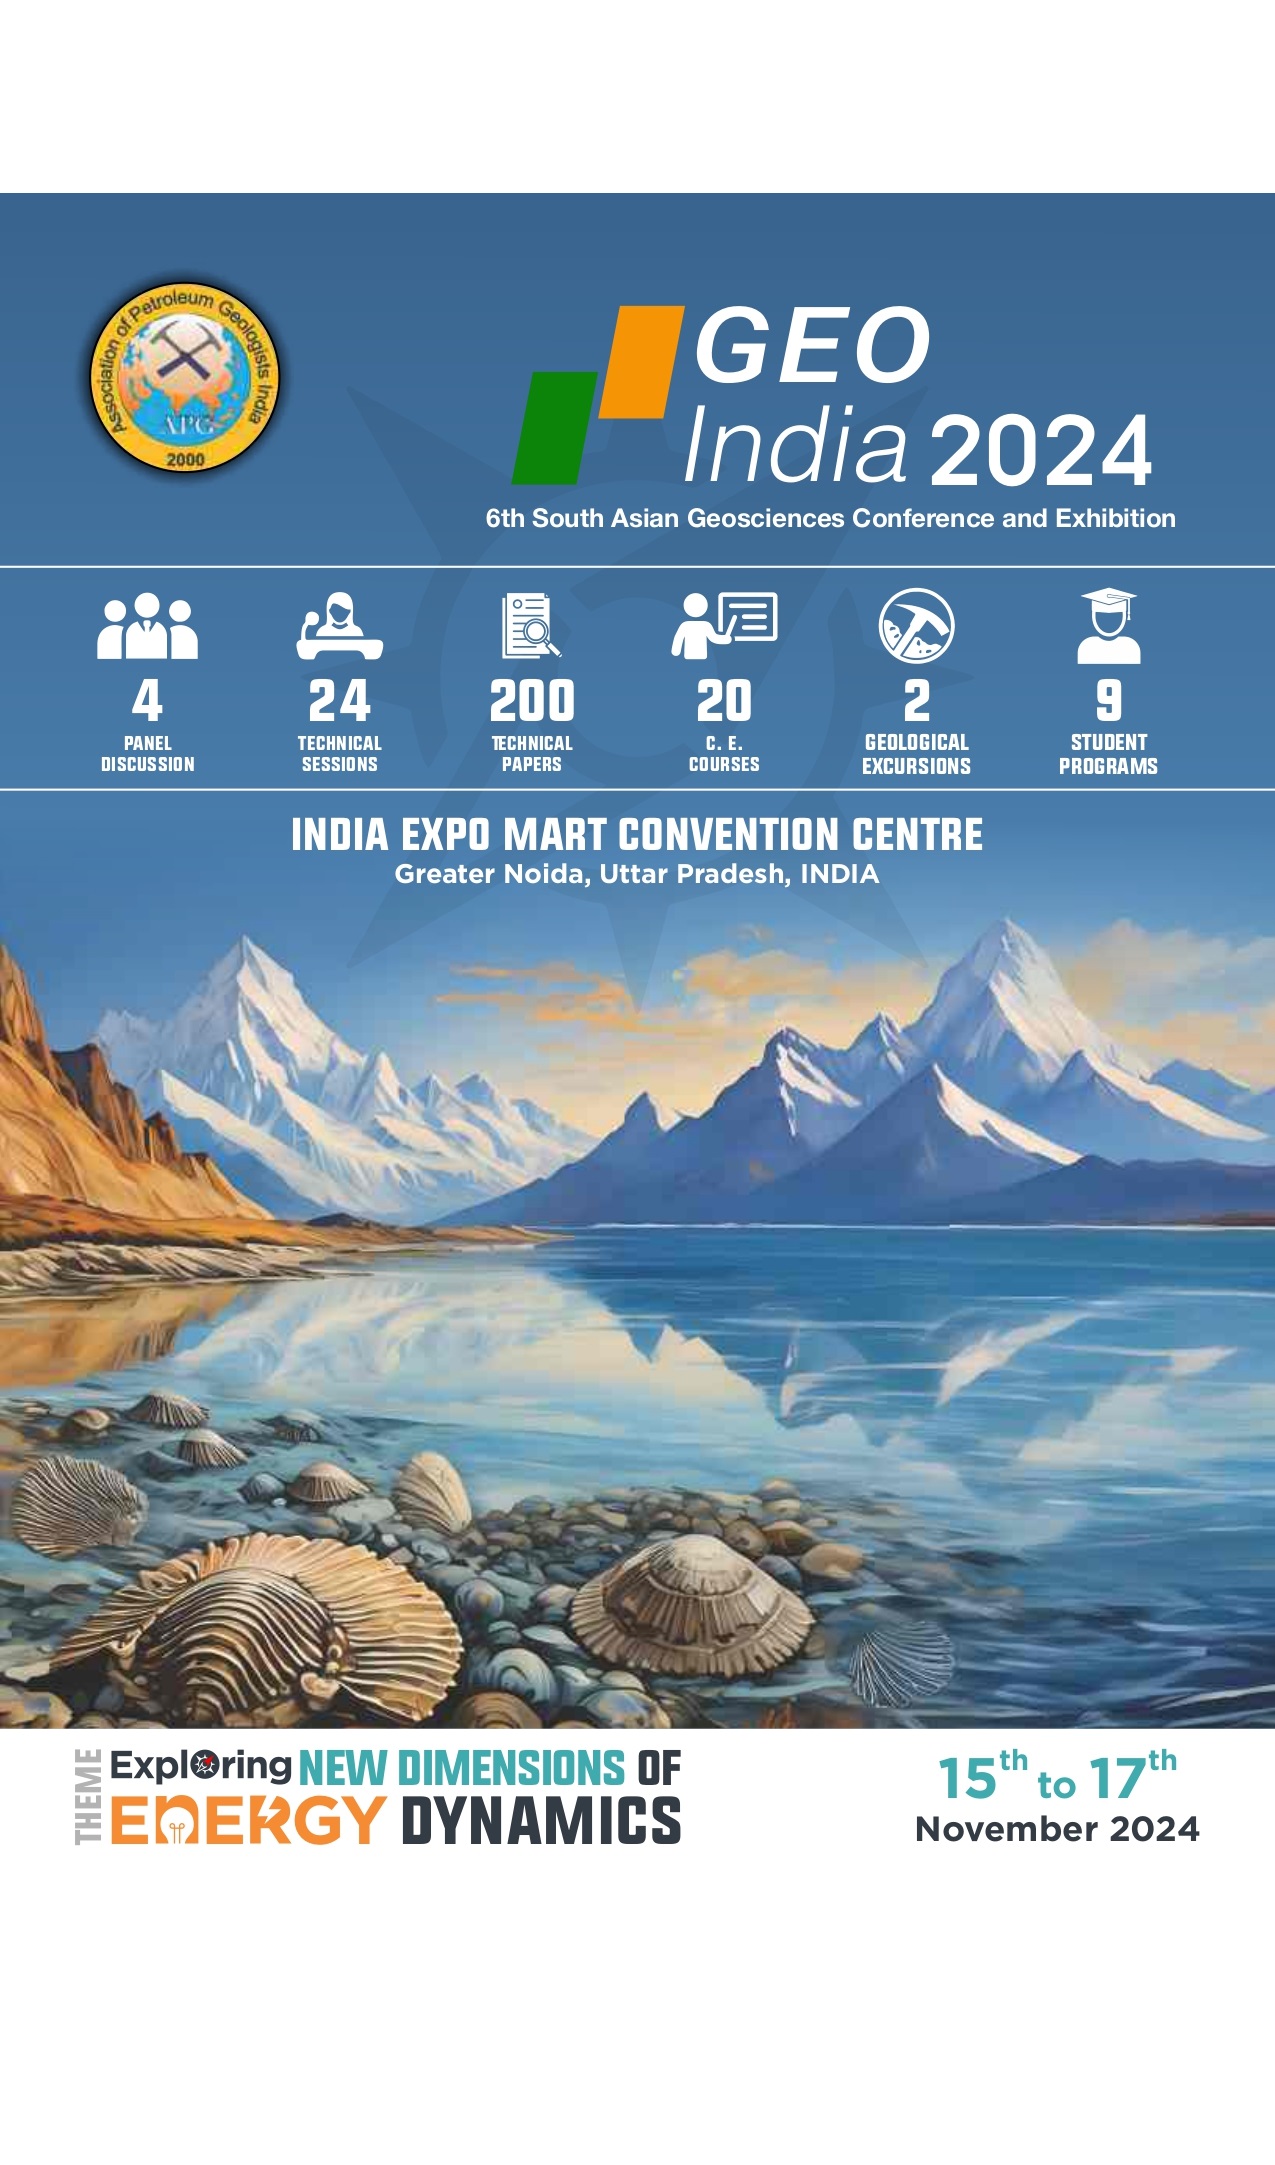 Association of Petroleum Geologists India
APG
2000
GEO
India 2024
6th South Asian Geosciences Conference and Exhibition
4
PANEL
DISCUSSION
24
TECHNICAL
SESSIONS
200
TECHNICAL
PAPERS
20
C. E.
COURSES
2
GEOLOGICAL
EXCURSIONS
9
STUDENT
PROGRAMS
INDIA EXPO MART CONVENTION CENTRE
Greater Noida, Uttar Pradesh, INDIA
THEME
Exploring NEW DIMENSIONS OF
ENERGY DYNAMICS
15th to 17th
November 2024